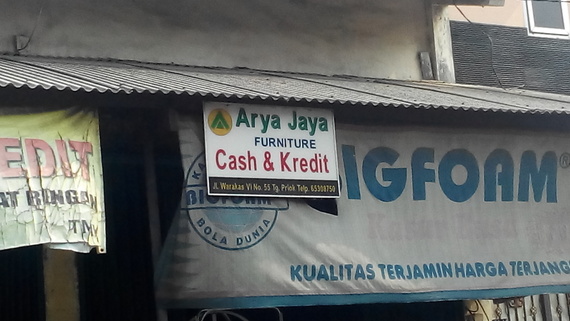 EDIT
Arya Jaya
FURNITURE
Cash & Kredit
Jl. Warakas VI No. 55 Tg. Priok Telp. 65308750
BIGFOAM
BOLA DUNIA
IGFOAM®
KUALITAS TERJAMIN HARGA TERJANG